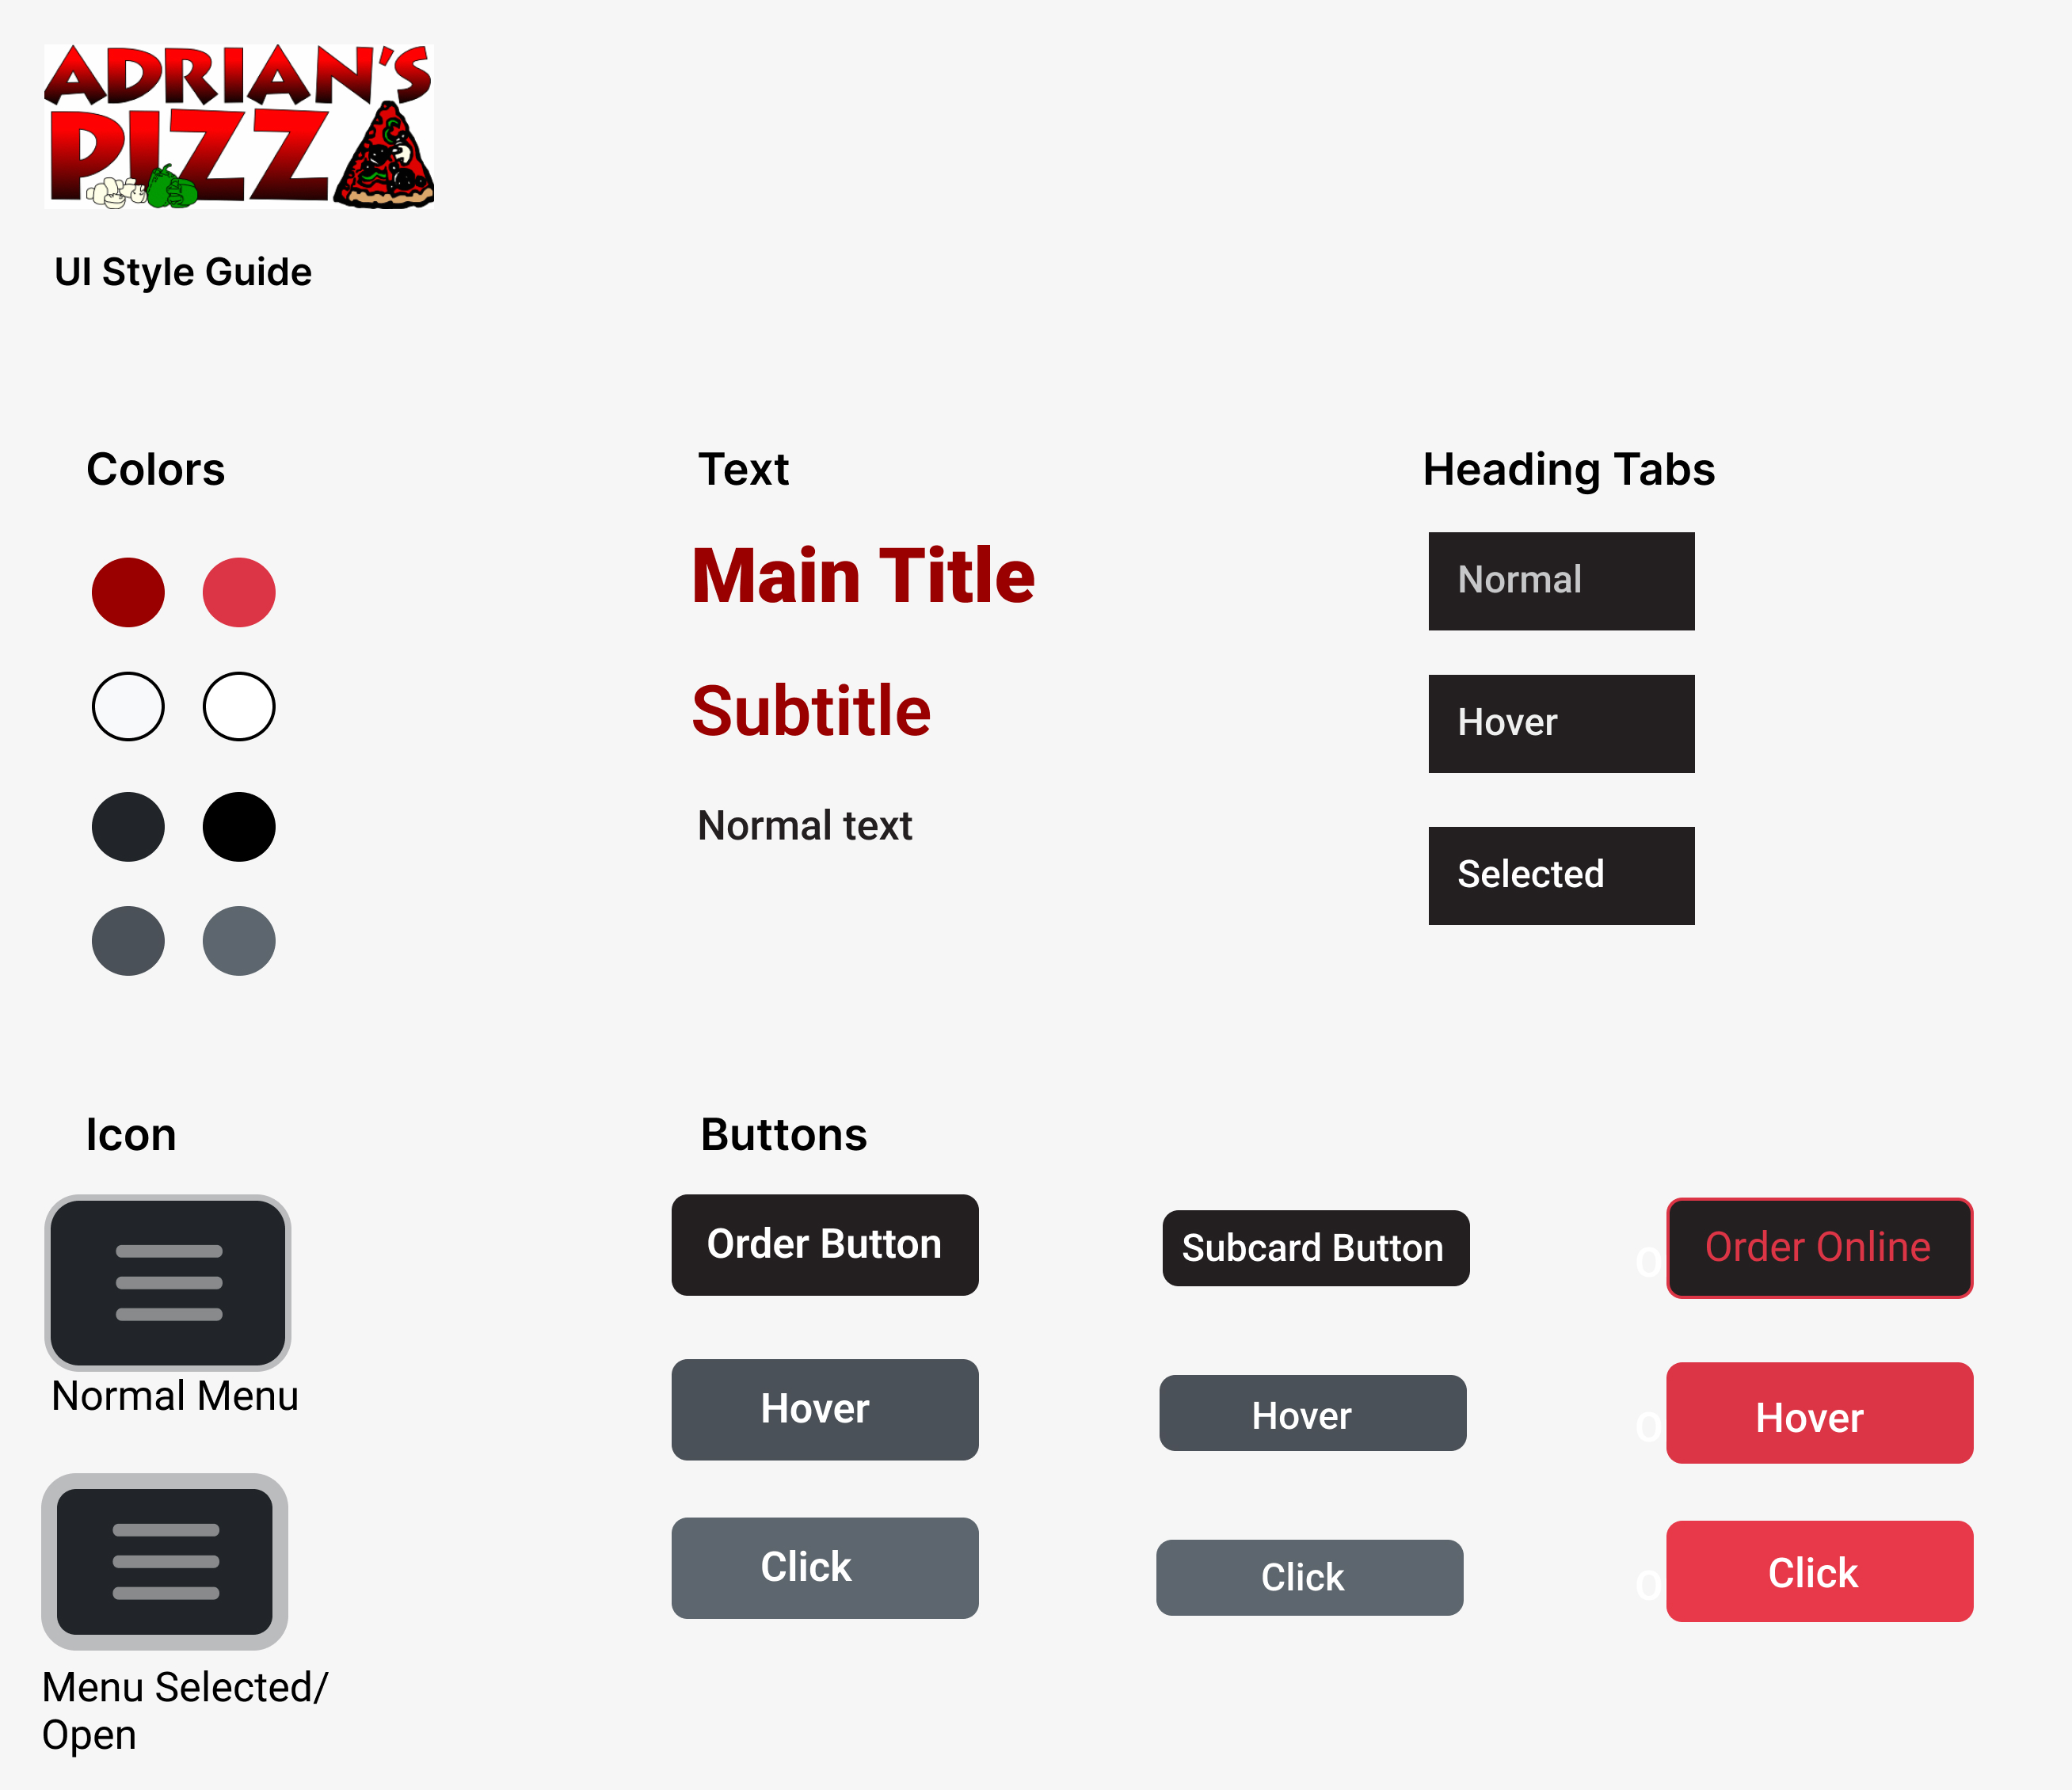 ADRIAN'S
PIZZ
UI Style Guide
Colors
Text
Heading Tabs
Main Title
Normal
Subtitle
Hover
Normal text
Selected
Icon
Buttons
Order Button
Subcard Button
O
Order Online
Normal Menu
Hover
Hover
O
Hover
Click
Click
O
Click
Menu Selected/
Open